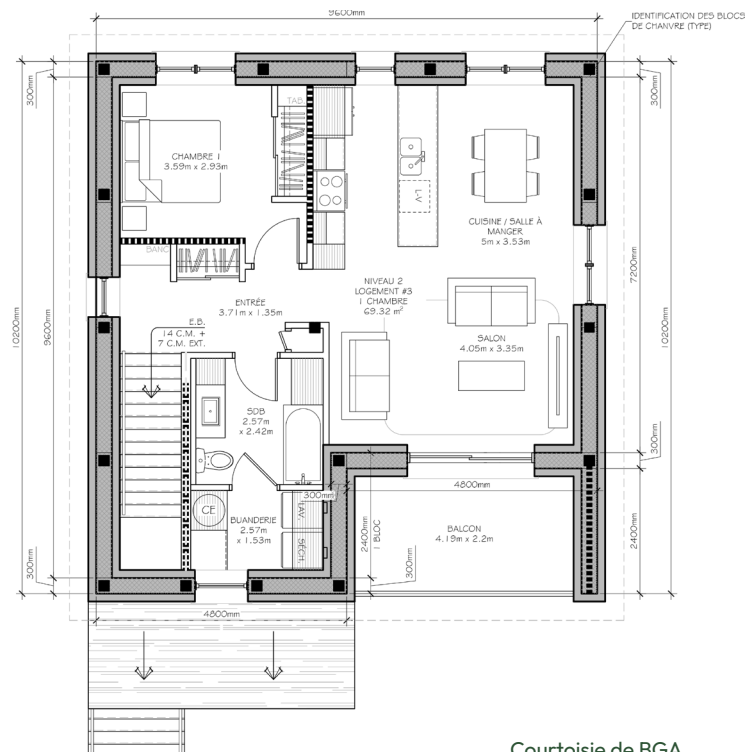 9600mm
IDENTIFICATION DES BLOCS
DE CHANVRE (TYPE)
300mm
300mm
TAB.
CHAMBRE 1
3.59m x 2.93m
L-V
CUISINE / SALLE À
MANGER
5m x 3.53m
BANC
7200mm
NIVEAU 2
LOGEMENT #3
1 CHAMBRE
69.32 m²
ENTRÉE
3.71m x 1.35m
10200mm
9600mm
10200mm
E.B.
14 C.M. +
7 C.M. EXT.
SALON
4.05m x 3.35m
SDB
2.57m
x 2.42m
300mm
4800mm
300mm
CE
BUANDERIE
2.57m
x 1.53m
LAV.
SÉCH.
2400mm
1 BLOC
BALCON
4.19m x 2.2m
2400mm
300mm
300mm
300mm
4800mm
Courtoisie de BGA